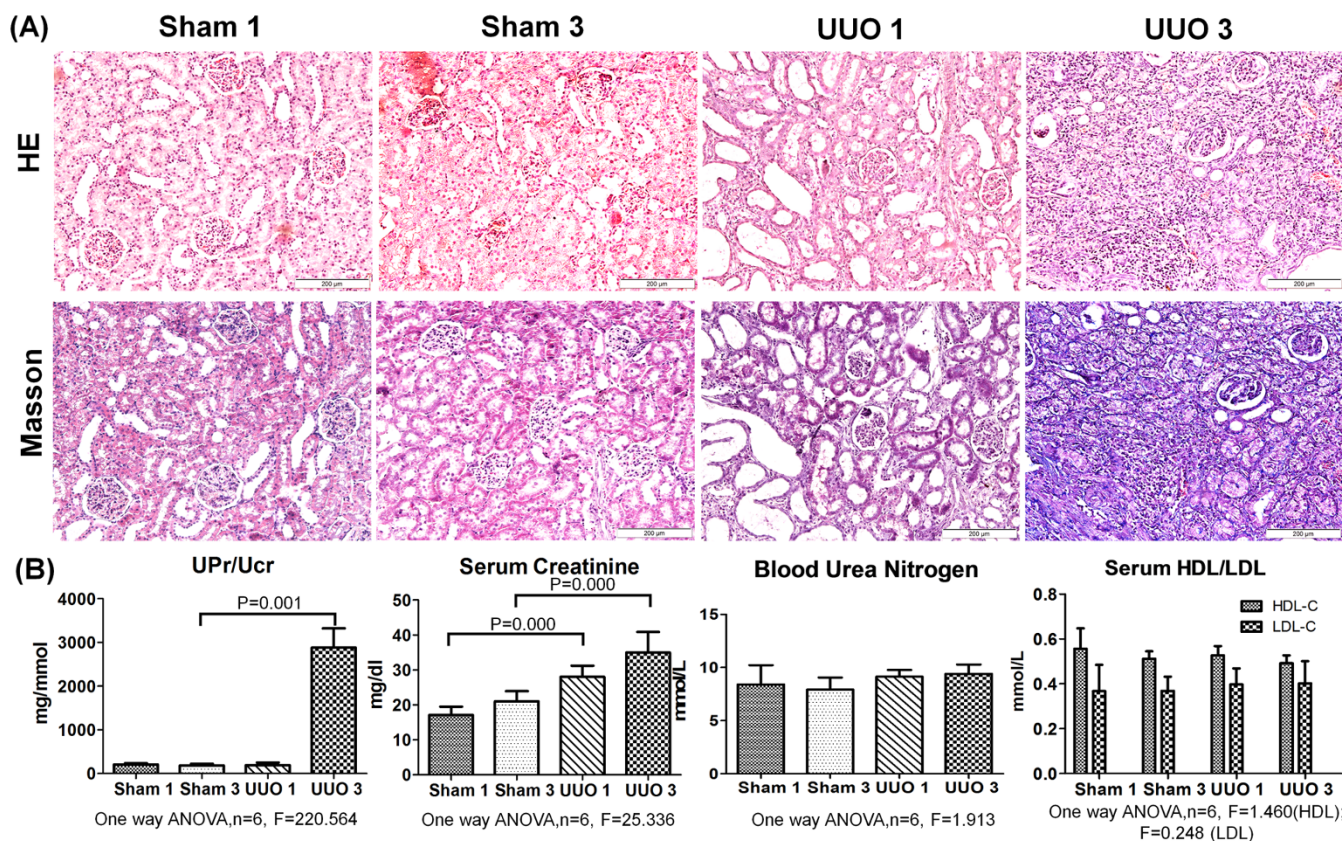 (A)
Sham 1 Sham 3 UUO 1 UUO 3
HE
200 µm 200 µm 200 µm 200 µm
Masson
200 µm 200 µm 200 µm 200 µm
(B)
UPr/Ucr
P=0.001
mg/mmol
4000
3000
2000
1000
0
Sham 1 Sham 3 UUO 1 UUO 3
One way ANOVA,n=6, F=220.564
Serum Creatinine
P=0.000
P=0.000
mg/dl
50
40
30
20
10
0
Sham 1 Sham 3 UUO 1 UUO 3
One way ANOVA,n=6, F=25.336
Blood Urea Nitrogen
mmol/L
15
10
5
0
Sham 1 Sham 3 UUO 1 UUO 3
One way ANOVA,n=6, F=1.913
Serum HDL/LDL
HDL-C
LDL-C
mmol/L
0.8
0.6
0.4
0.2
0.0
Sham 1 Sham 3 UUO 1 UUO 3
One way ANOVA,n=6, F=1.460(HDL);
F=0.248 (LDL)